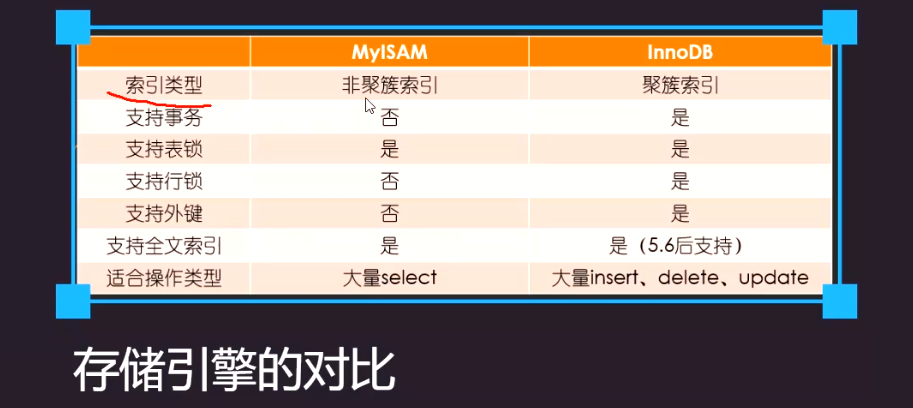 MyISAM InnoDB
索引类型 非聚簇索引 聚簇索引
支持事务 否 是
支持表锁 是 是
支持行锁 否 是
支持外键 否 是
支持全文索引 是 是（5.6后支持）
适合操作类型 大量select 大量insert、delete、update
存储引擎的对比